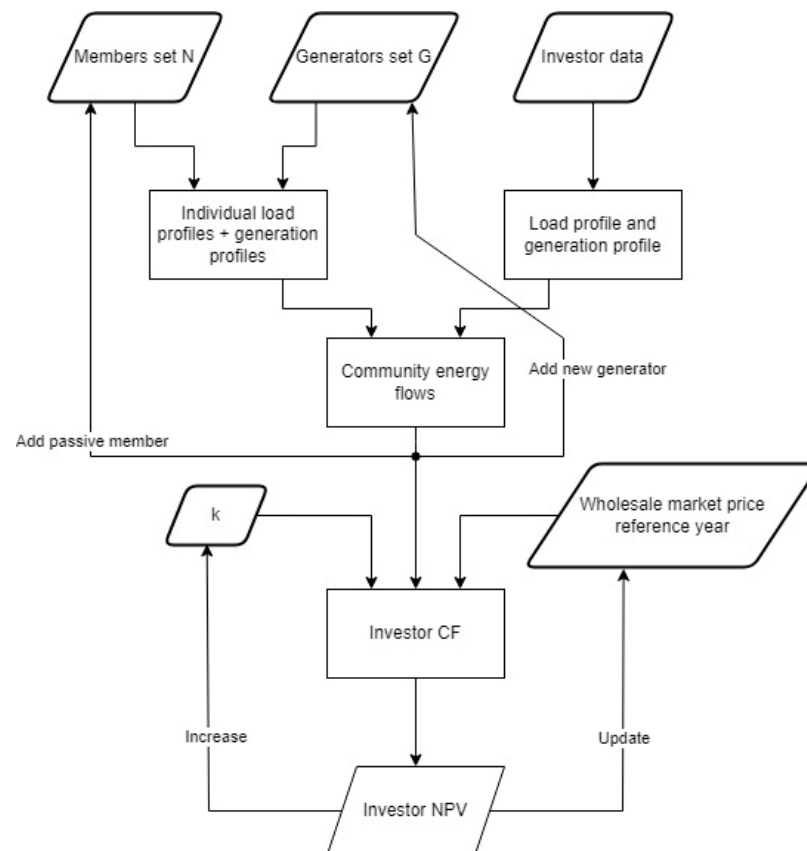 Members set N
Generators set G
Investor data
Individual load
profiles + generation
profiles
Load profile and
generation profile
Community energy
flows
Add new generator
Add passive member
k
Wholesale market price
reference year
Investor CF
Increase
Update
Investor NPV